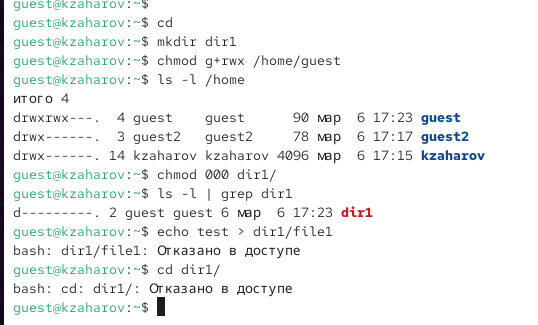 guest@kzaharov:~$
guest@kzaharov:~$ cd
guest@kzaharov:~$ mkdir dir1
guest@kzaharov:~$ chmod g+rwx /home/guest
guest@kzaharov:~$ ls -l /home
итого 4
drwxrwx---.  4 guest    guest      90 мар  6 17:23 guest
drwx------.  3 guest2   guest2     78 мар  6 17:17 guest2
drwx------. 14 kzaharov kzaharov 4096 мар  6 17:15 kzaharov
guest@kzaharov:~$ chmod 000 dir1/
guest@kzaharov:~$ ls -l | grep dir1
d---------. 2 guest guest 6 мар  6 17:23 dir1
guest@kzaharov:~$ echo test > dir1/file1
bash: dir1/file1: Отказано в доступе
guest@kzaharov:~$ cd dir1/
bash: cd: dir1/: Отказано в доступе
guest@kzaharov:~$